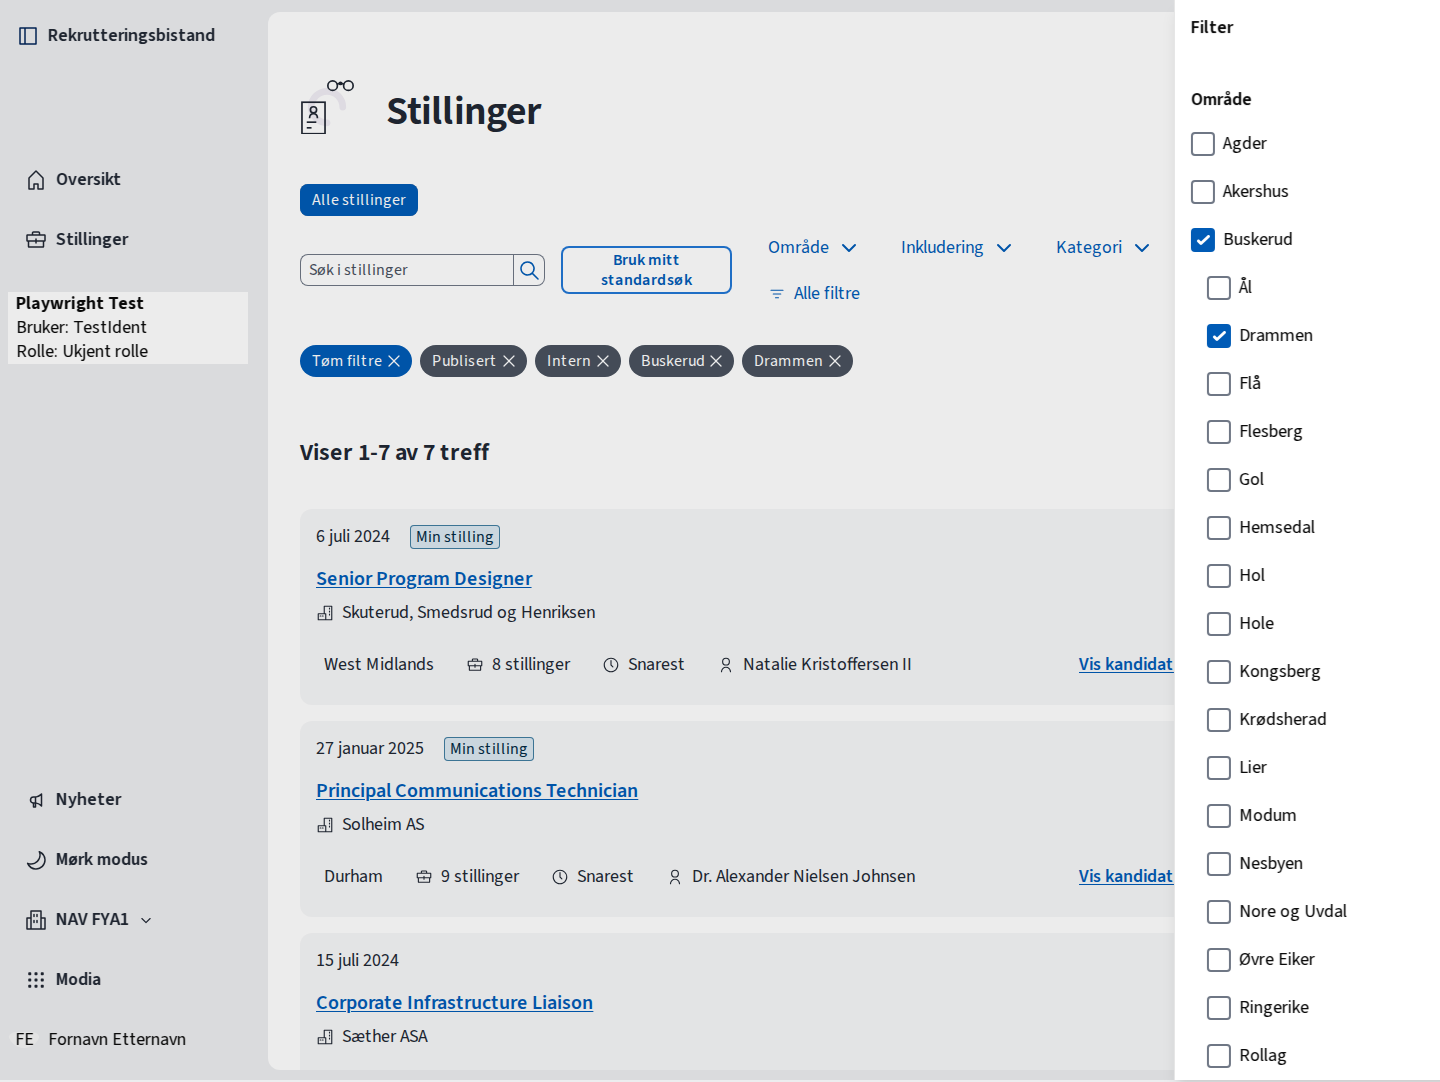 Rekrutteringsbistand
Oversikt
Stillinger
Playwright Test
Bruker: TestIdent
Rolle: Ukjent rolle
Nyheter
Mørk modus
NAV FYA1
Media
FE Fornavn Etternavn
Stillinger
Alle stillinger
Søk i stillinger
Bruk mitt
standardsøk
Område
Inkludering
Kategori
Alle filtre
Tøm filtre
Publisert
Intern
Buskerud
Drammen
Viser 1-7 av 7 treff
6 juli 2024 Min stilling
Senior Program Designer
Skuterud, Smedsrud og Henriksen
West Midlands 8 stillinger Snarest Natalie Kristoffersen II Vis kandidat
27 januar 2025 Min stilling
Principal Communications Technician
Solheim AS
Durham 9 stillinger Snarest Dr. Alexander Nielsen Johnsen Vis kandidat
15 juli 2024
Corporate Infrastructure Liaison
Sæther ASA
Filter
Område
Agder
Akershus
Buskerud
Ål
Drammen
Flå
Flesberg
Gol
Hemsedal
Hol
Hole
Kongsberg
Krødsherad
Lier
Modum
Nesbyen
Nore og Uvdal
Øvre Eiker
Ringerike
Rollag